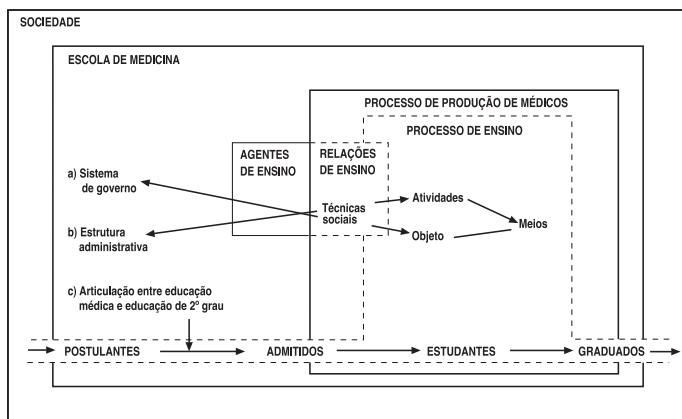 SOCIEDADE
ESCOLA DE MEDICINA
PROCESSO DE PRODUÇÃO DE MÉDICOS
PROCESSO DE ENSINO
AGENTES
DE ENSINO
RELAÇÕES
DE ENSINO
a) Sistema
de governo
Técnicas
sociais
Atividades
Meios
Objeto
b) Estrutura
administrativa
c) Articulação entre educação
médica e educação de 2º grau
POSTULANTES
ADMITIDOS
ESTUDANTES
GRADUADOS